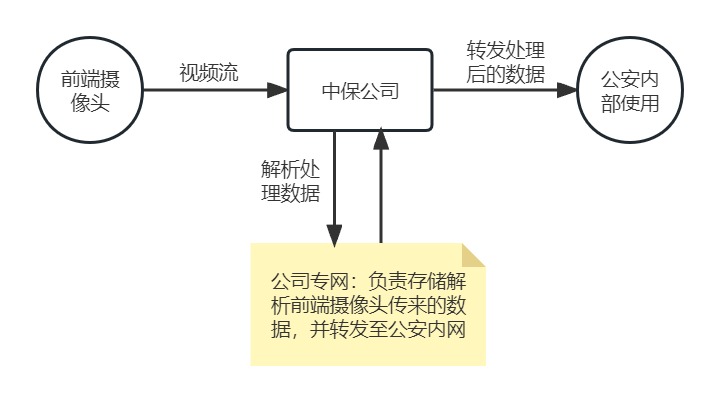 前端摄
像头
视频流
中保公司
转发处理
后的数据
公安内
部使用
解析处
理数据
公司专网：负责存储解
析前端摄像头传来的数
据，并转发至公安内网